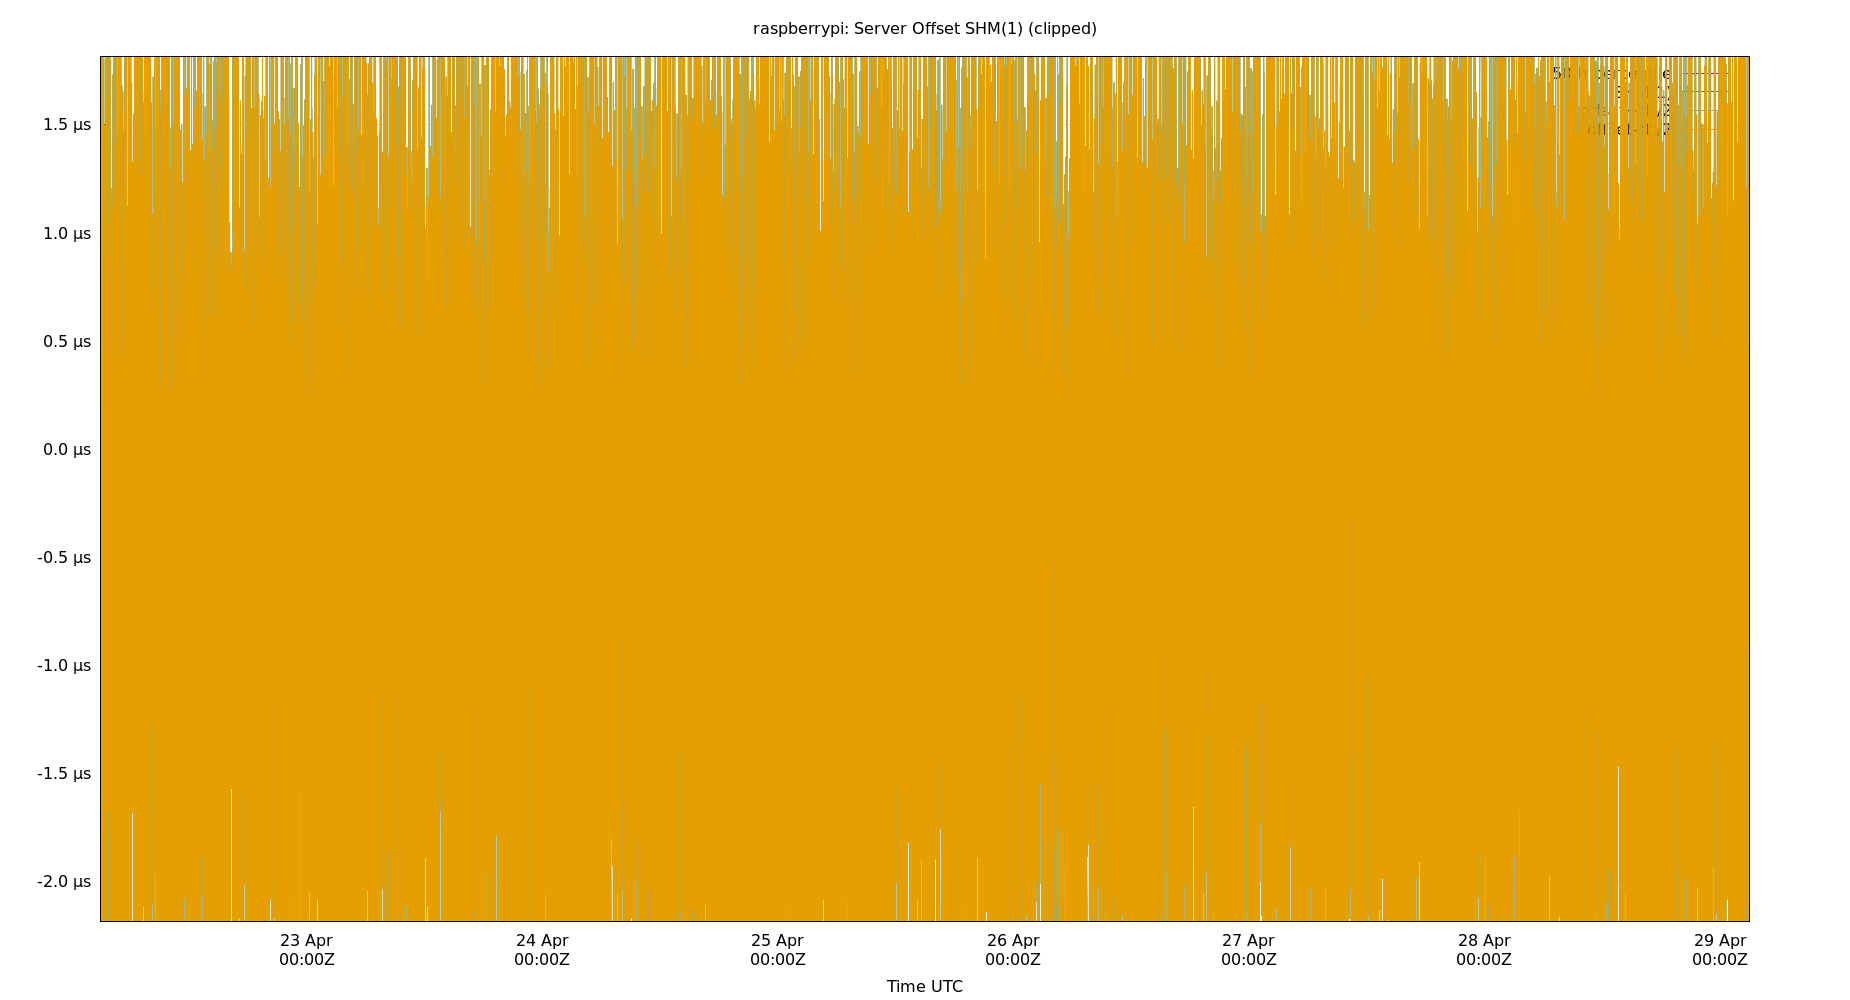 raspberrypi: Server Offset SHM(1) (clipped)
1.5 µs
1.0 µs
0.5 µs
0.0 µs
-0.5 µs
-1.0 µs
-1.5 µs
-2.0 µs
23 Apr
00:00Z
24 Apr
00:00Z
25 Apr
00:00Z
26 Apr
00:00Z
27 Apr
00:00Z
28 Apr
00:00Z
29 Apr
00:00Z
Time UTC